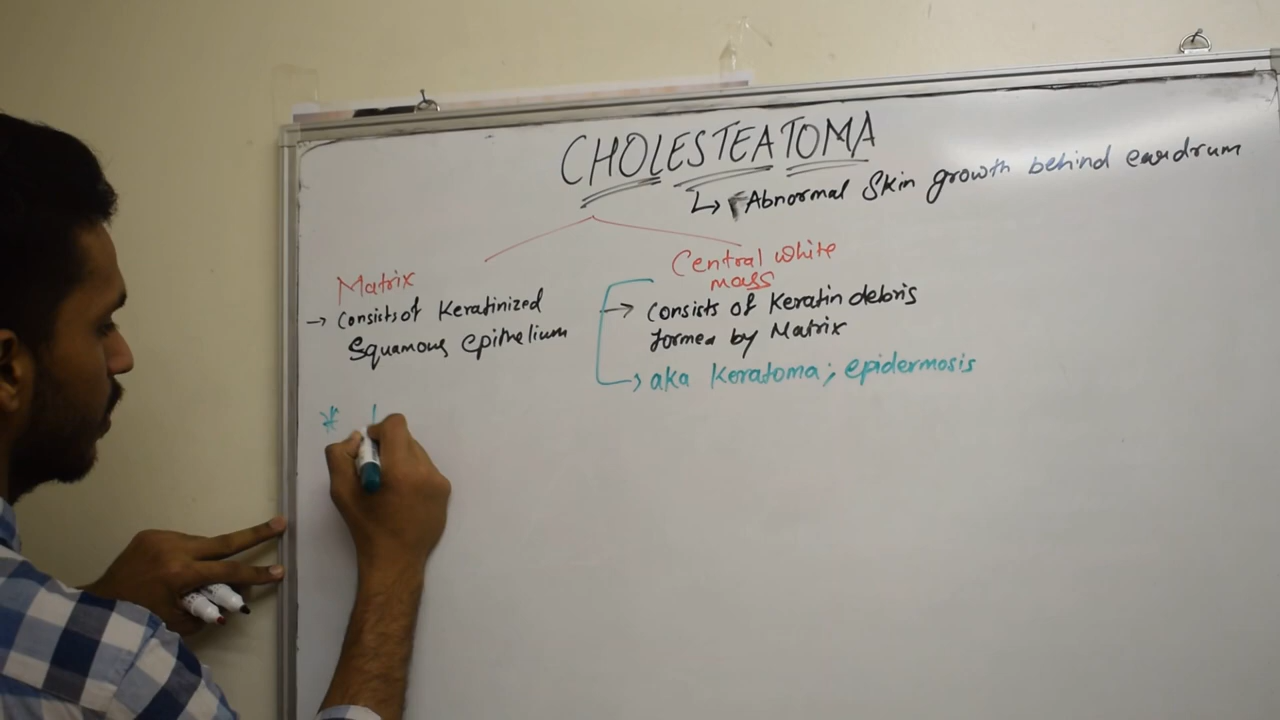 CHOLESTEATOMA
↳ Abnormal Skin growth behind eardrum
Matrix
→ Consists of Keratinized
Squamous epithelium
Central white
mass
→ Consists of Keratin debris
formed by Matrix
→ aka Keratoma; epidermosis
*